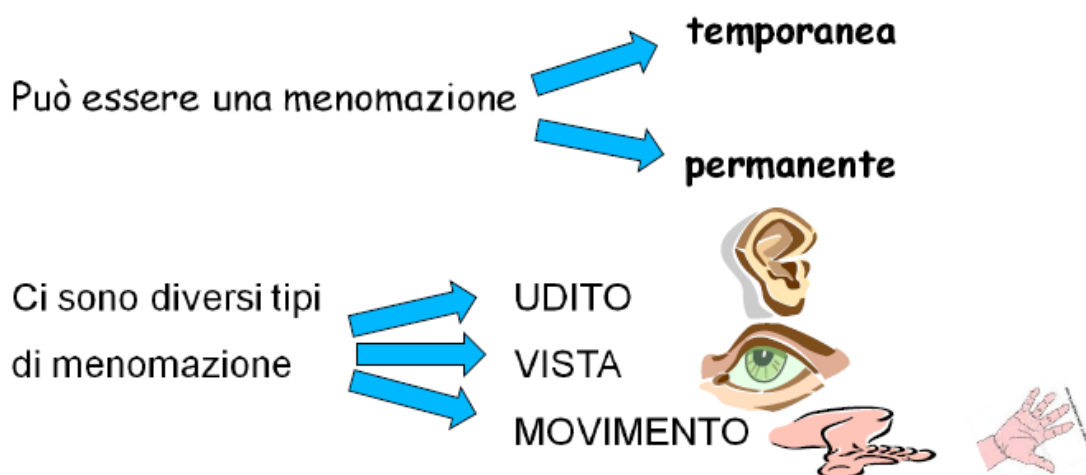 temporanea
Può essere una menomazione
permanente
Ci sono diversi tipi
di menomazione
UDITO
VISTA
MOVIMENTO